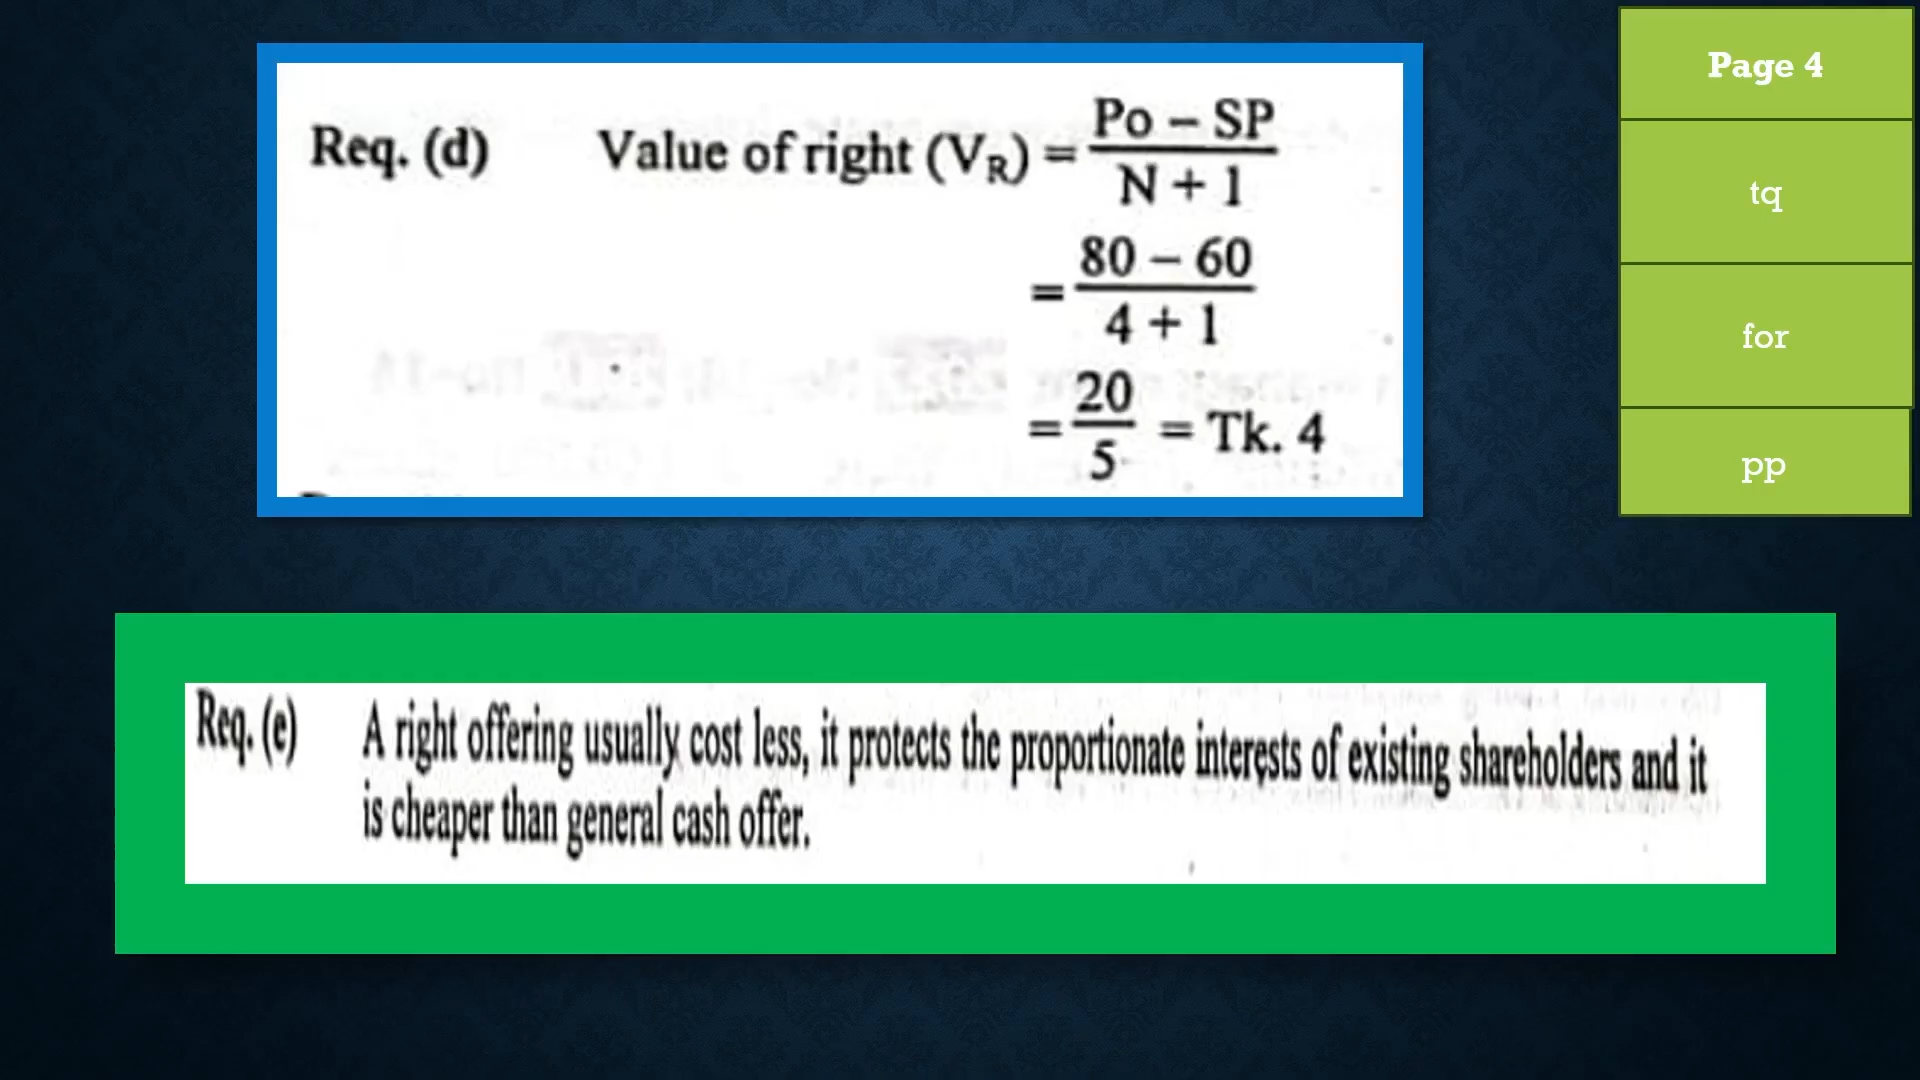 Req. (d) Value of right (VR) = Po – SP / N + 1
= 80 – 60 / 4 + 1
= 20 / 5 = Tk. 4
Page 4
tq
for
pp
Req. (e) A right offering usually cost less, it protects the proportionate interests of existing shareholders and it
is cheaper than general cash offer.